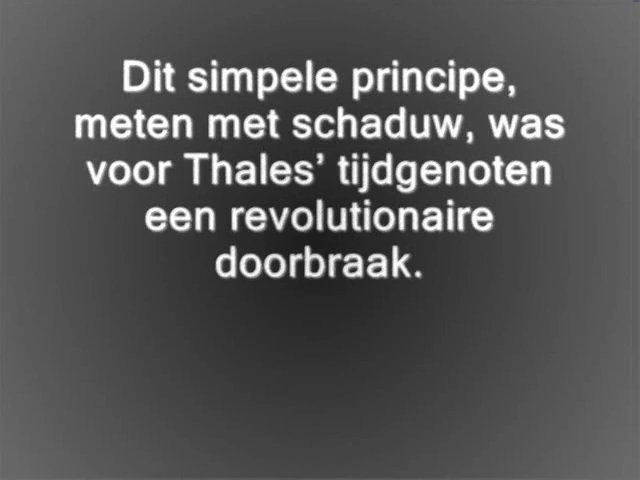 Dit simpele principe,
meten met schaduw, was
voor Thales’ tijdgenoten
een revolutionaire
doorbraak.